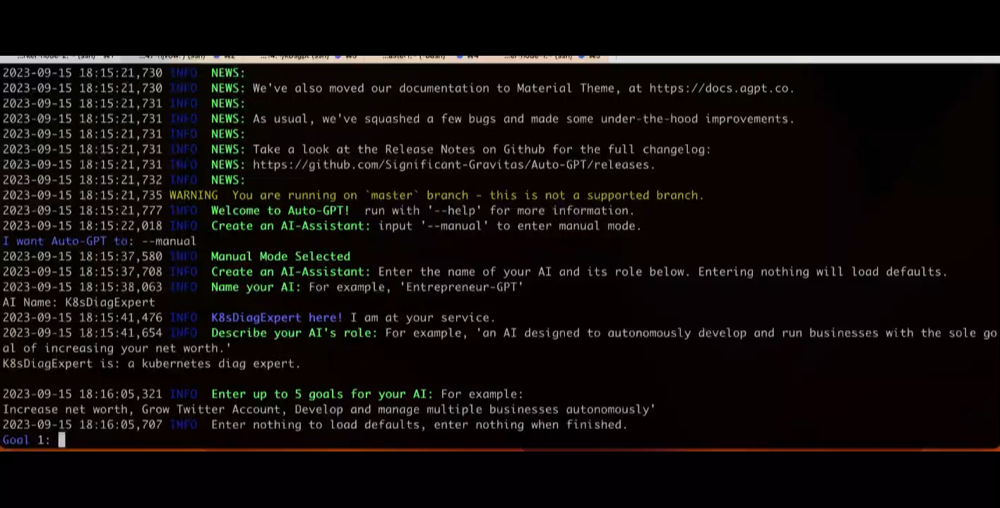 2023-09-15 18:15:21,730 INFO NEWS:
2023-09-15 18:15:21,730 INFO NEWS: We've also moved our documentation to Material Theme, at https://docs.agpt.co.
2023-09-15 18:15:21,731 INFO NEWS:
2023-09-15 18:15:21,731 INFO NEWS: As usual, we've squashed a few bugs and made some under-the-hood improvements.
2023-09-15 18:15:21,731 INFO NEWS:
2023-09-15 18:15:21,731 INFO NEWS: Take a look at the Release Notes on Github for the full changelog:
2023-09-15 18:15:21,731 INFO NEWS: https://github.com/Significant-Gravitas/Auto-GPT/releases.
2023-09-15 18:15:21,732 INFO NEWS:
2023-09-15 18:15:21,735 WARNING You are running on `master` branch - this is not a supported branch.
2023-09-15 18:15:21,777 INFO Welcome to Auto-GPT! run with '--help' for more information.
2023-09-15 18:15:22,018 INFO Create an AI-Assistant: input '--manual' to enter manual mode.
I want Auto-GPT to: --manual
2023-09-15 18:15:37,580 INFO Manual Mode Selected
2023-09-15 18:15:37,708 INFO Create an AI-Assistant: Enter the name of your AI and its role below. Entering nothing will load defaults.
2023-09-15 18:15:38,063 INFO Name your AI: For example, 'Entrepreneur-GPT'
AI Name: K8sDiagExpert
2023-09-15 18:15:41,476 INFO K8sDiagExpert here! I am at your service.
2023-09-15 18:15:41,654 INFO Describe your AI's role: For example, 'an AI designed to autonomously develop and run businesses with the sole go
al of increasing your net worth.'
K8sDiagExpert is: a kubernetes diag expert.
2023-09-15 18:16:05,321 INFO Enter up to 5 goals for your AI: For example:
Increase net worth, Grow Twitter Account, Develop and manage multiple businesses autonomously'
2023-09-15 18:16:05,707 INFO Enter nothing to load defaults, enter nothing when finished.
Goal 1: